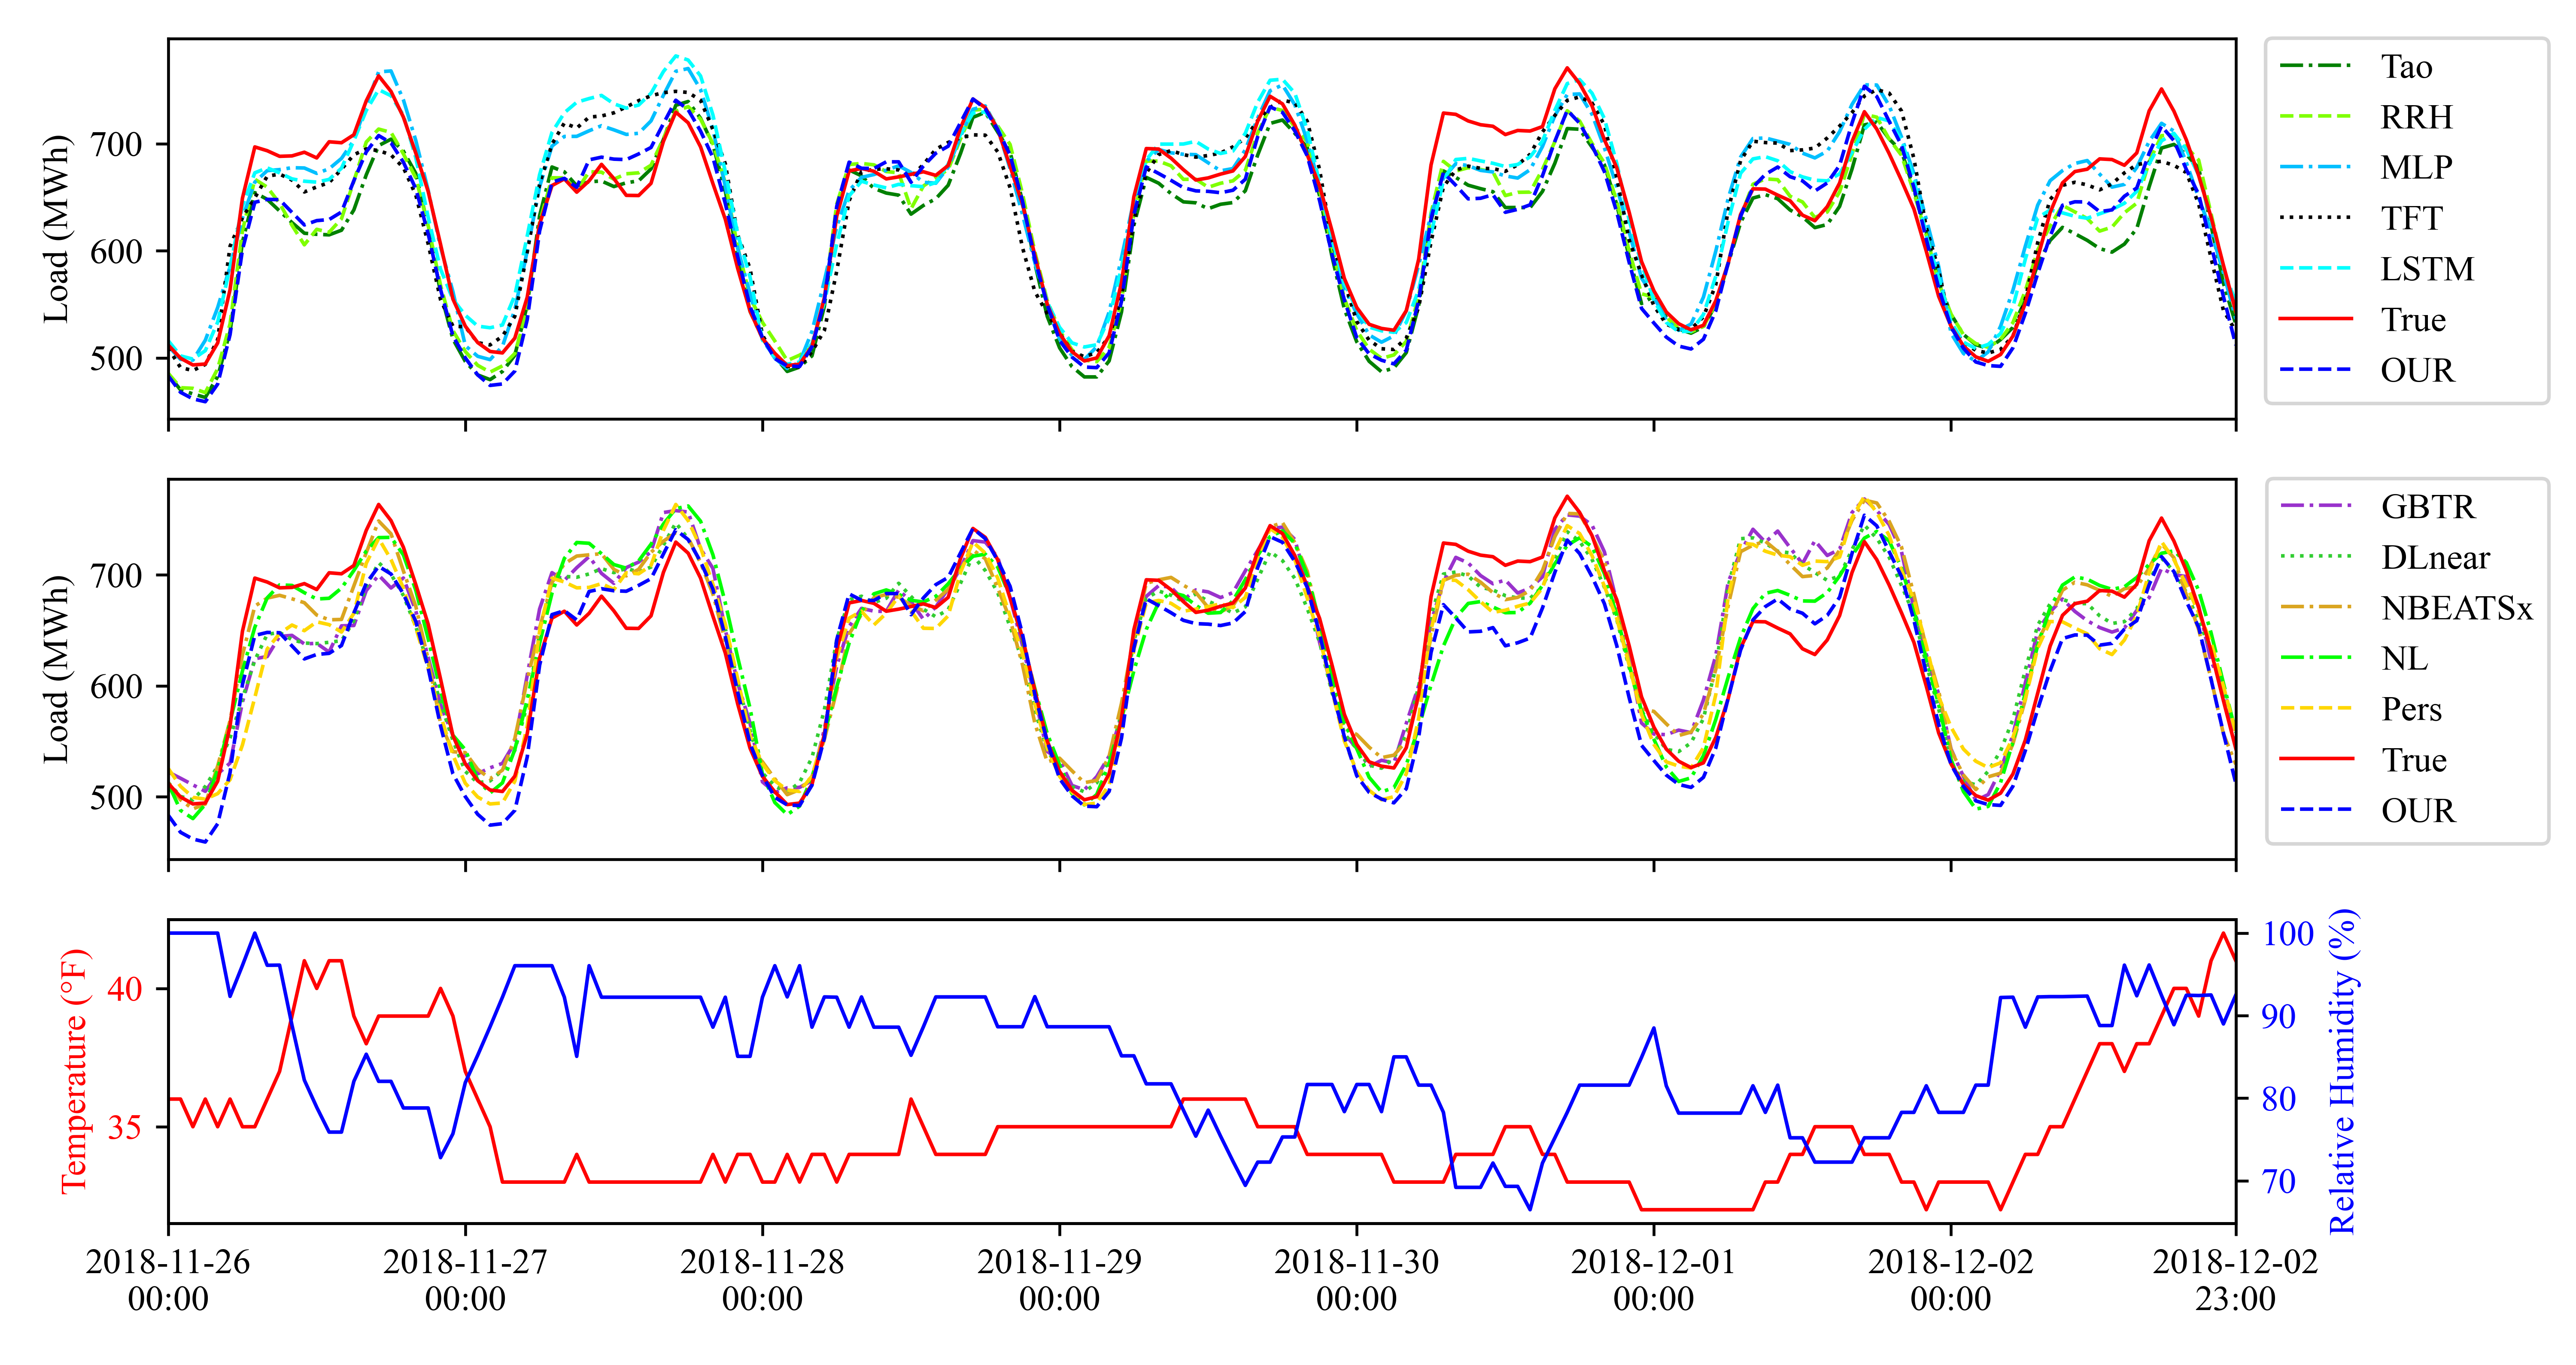 Load (MWh)
700
600
500
Tao
RRH
MLP
TFT
LSTM
True
OUR
Load (MWh)
700
600
500
GBTR
DLnear
NBEATSx
NL
Pers
True
OUR
Temperature (°F)
40
35
100
90
80
70
Relative Humidity (%)
2018-11-26 2018-11-27 2018-11-28 2018-11-29 2018-11-30 2018-12-01 2018-12-02 2018-12-02
00:00 00:00 00:00 00:00 00:00 00:00 00:00 23:00